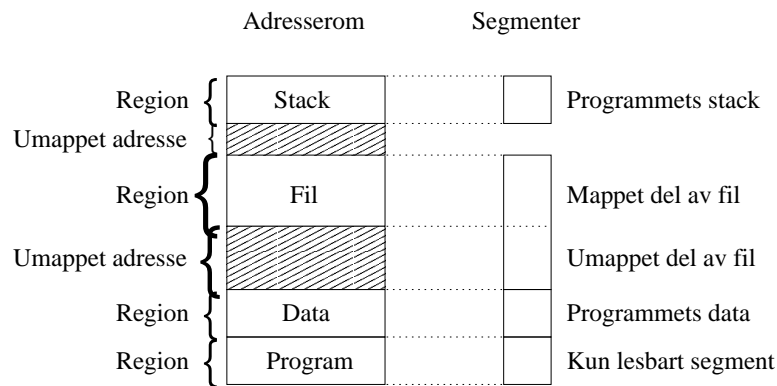 Adresserom Segmenter
Region Stack Programmets stack
Umappet adresse
Region Fil Mappet del av fil
Umappet adresse Umappet del av fil
Region Data Programmets data
Region Program Kun lesbart segment